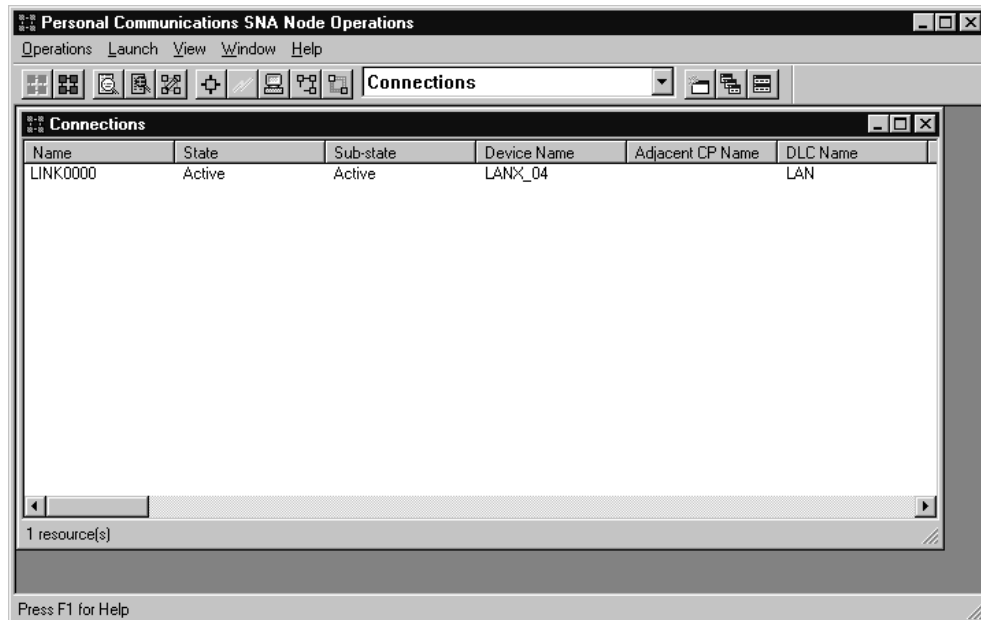 Personal Communications SNA Node Operations
Operations Launch View Window Help
Connections
Connections
Name State Sub-state Device Name Adjacent CP Name DLC Name
LINK0000 Active Active LANX_04 LAN
1 resource(s)
Press F1 for Help